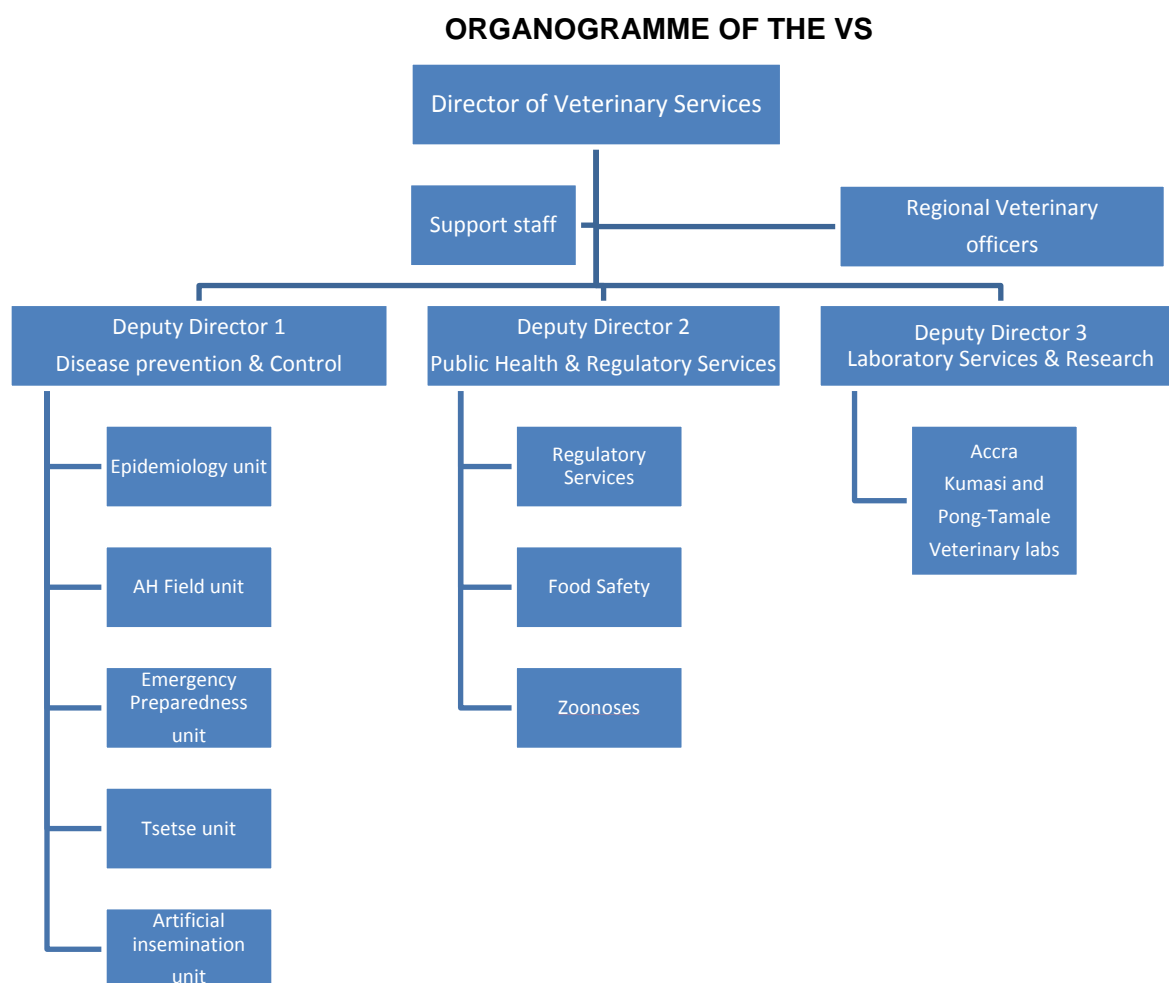 ORGANOGRAMME OF THE VS
Director of Veterinary Services
Support staff
Regional Veterinary
officers
Deputy Director 1
Disease prevention & Control
Deputy Director 2
Public Health & Regulatory Services
Deputy Director 3
Laboratory Services & Research
Epidemiology unit
AH Field unit
Emergency
Preparedness
unit
Tsetse unit
Artificial
insemination
unit
Regulatory
Services
Food Safety
Zoonoses
Accra
Kumasi and
Pong-Tamale
Veterinary labs